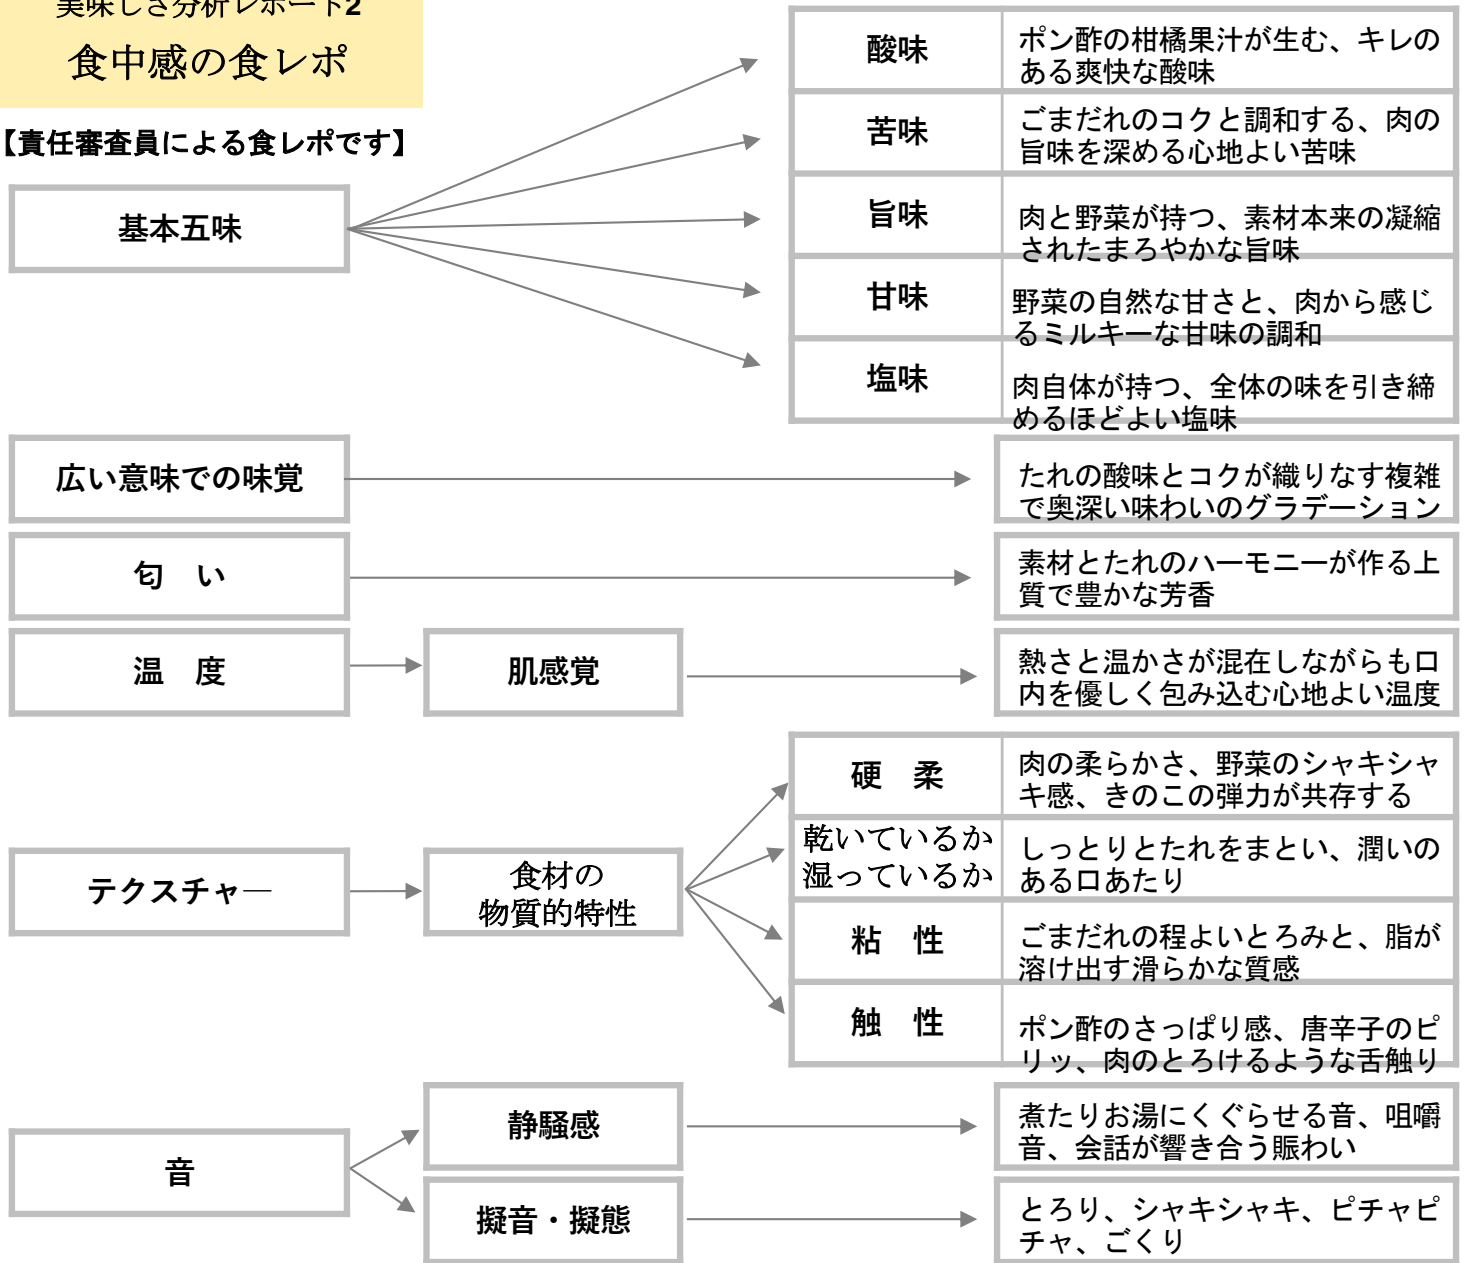 美味しさ分析レポート2
食中感の食レポ
【責任審査員による食レポです】
基本五味
酸味
ポン酢の柑橘果汁が生む、キレの
ある爽快な酸味
苦味
ごまだれのコクと調和する、肉の
旨味を深める心地よい苦味
旨味
肉と野菜が持つ、素材本来の凝縮
されたまろやかな旨味
甘味
野菜の自然な甘さと、肉から感じ
るミルキーな甘味の調和
塩味
肉自体が持つ、全体の味を引き締
めるほどよい塩味
広い意味での味覚
たれの酸味とコクが織りなす複雑
で奥深い味わいのグラデーション
匂　い
素材とたれのハーモニーが作る上
質で豊かな芳香
温　度
肌感覚
熱さと温かさが混在しながらも口
内を優しく包み込む心地よい温度
テクスチャ―
食材の
物質的特性
硬　柔
肉の柔らかさ、野菜のシャキシャ
キ感、きのこの弾力が共存する
乾いているか
湿っているか
しっとりとたれをまとい、潤いの
ある口あたり
粘　性
ごまだれの程よいとろみと、脂が
溶け出す滑らかな質感
触　性
ポン酢のさっぱり感、唐辛子のピ
リッ、肉のとろけるような舌触り
音
静騒感
煮たりお湯にくぐらせる音、咀嚼
音、会話が響き合う賑わい
擬音・擬態
とろり、シャキシャキ、ピチャピ
チャ、ごくり